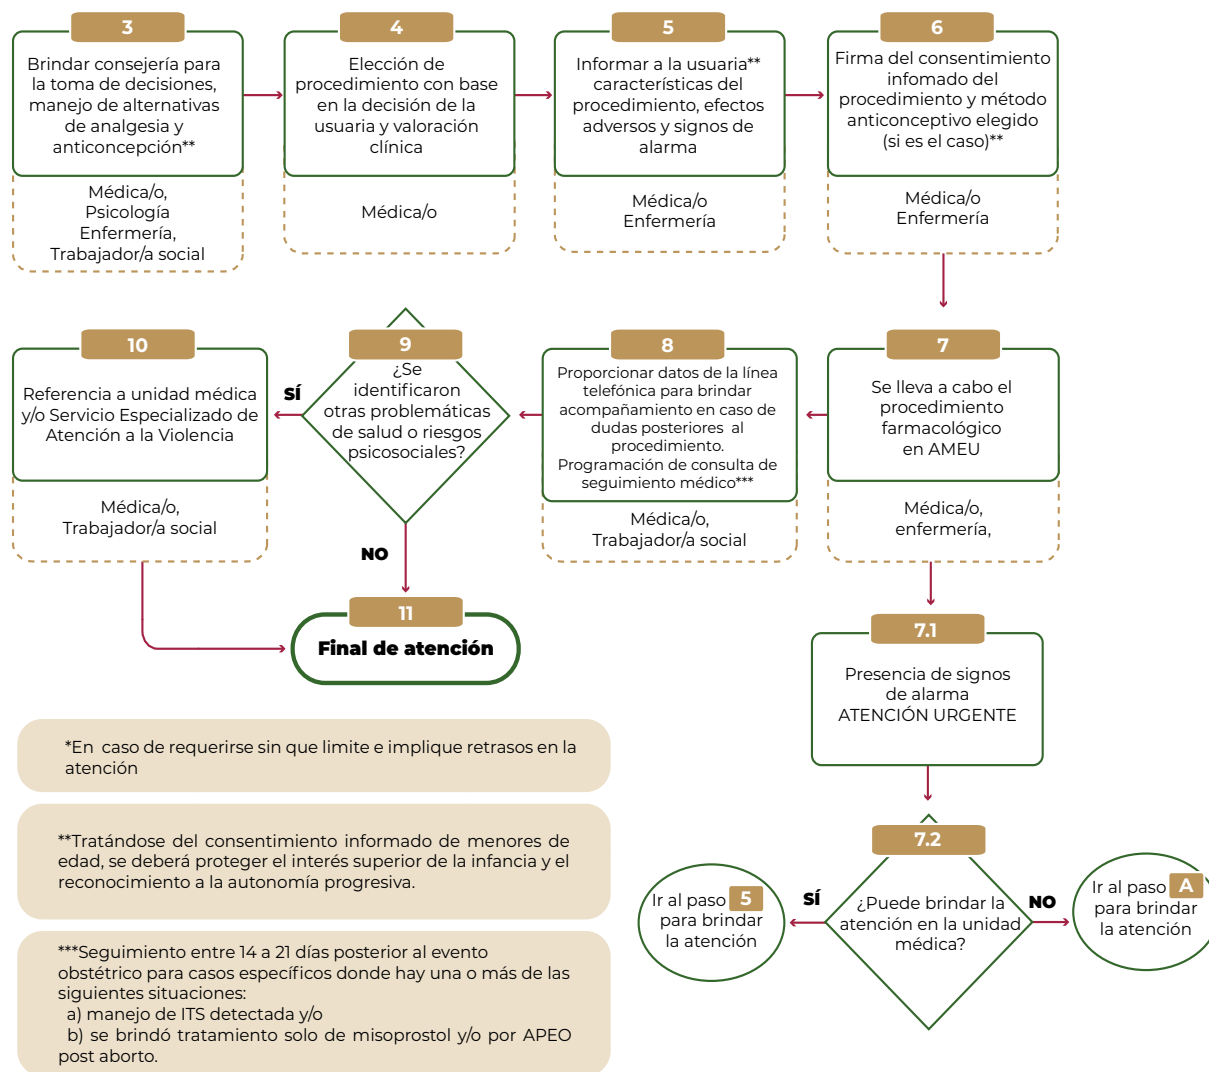 3
Brindar consejería para
la toma de decisiones,
manejo de alternativas
de analgesia y
anticoncepción**
Médica/o,
Psicología
Enfermería,
Trabajador/a social
4
Elección de
procedimiento con base
en la decisión de la
usuaria y valoración
clínica
Médica/o
5
Informar a la usuaria**
características del
procedimiento, efectos
adversos y signos de
alarma
Médica/o
Enfermería
6
Firma del consentimiento
infomado del
procedimiento y método
anticonceptivo elegido
(si es el caso)**
Médica/o
Enfermería
7
Se lleva a cabo el
procedimiento
farmacológico
en AMEU
Médica/o,
enfermería,
8
Proporcionar datos de la línea
telefónica para brindar
acompañamiento en caso de
dudas posteriores al
procedimiento.
Programación de consulta de
seguimiento médico***
Médica/o,
Trabajador/a social
9
¿Se
identificaron
otras problemáticas
de salud o riesgos
psicosociales?
SÍ
NO
10
Referencia a unidad médica
y/o Servicio Especializado de
Atención a la Violencia
Médica/o,
Trabajador/a social
11
Final de atención
7.1
Presencia de signos
de alarma
ATENCIÓN URGENTE
7.2
¿Puede brindar la
atención en la unidad
médica?
SÍ
NO
Ir al paso 5
para brindar
la atención
Ir al paso A
para brindar
la atención
*En caso de requerirse sin que limite e implique retrasos en la
atención
**Tratándose del consentimiento informado de menores de
edad, se deberá proteger el interés superior de la infancia y el
reconocimiento a la autonomía progresiva.
***Seguimiento entre 14 a 21 días posterior al evento
obstétrico para casos específicos donde hay una o más de las
siguientes situaciones:
a) manejo de ITS detectada y/o
b) se brindó tratamiento solo de misoprostol y/o por APEO
post aborto.